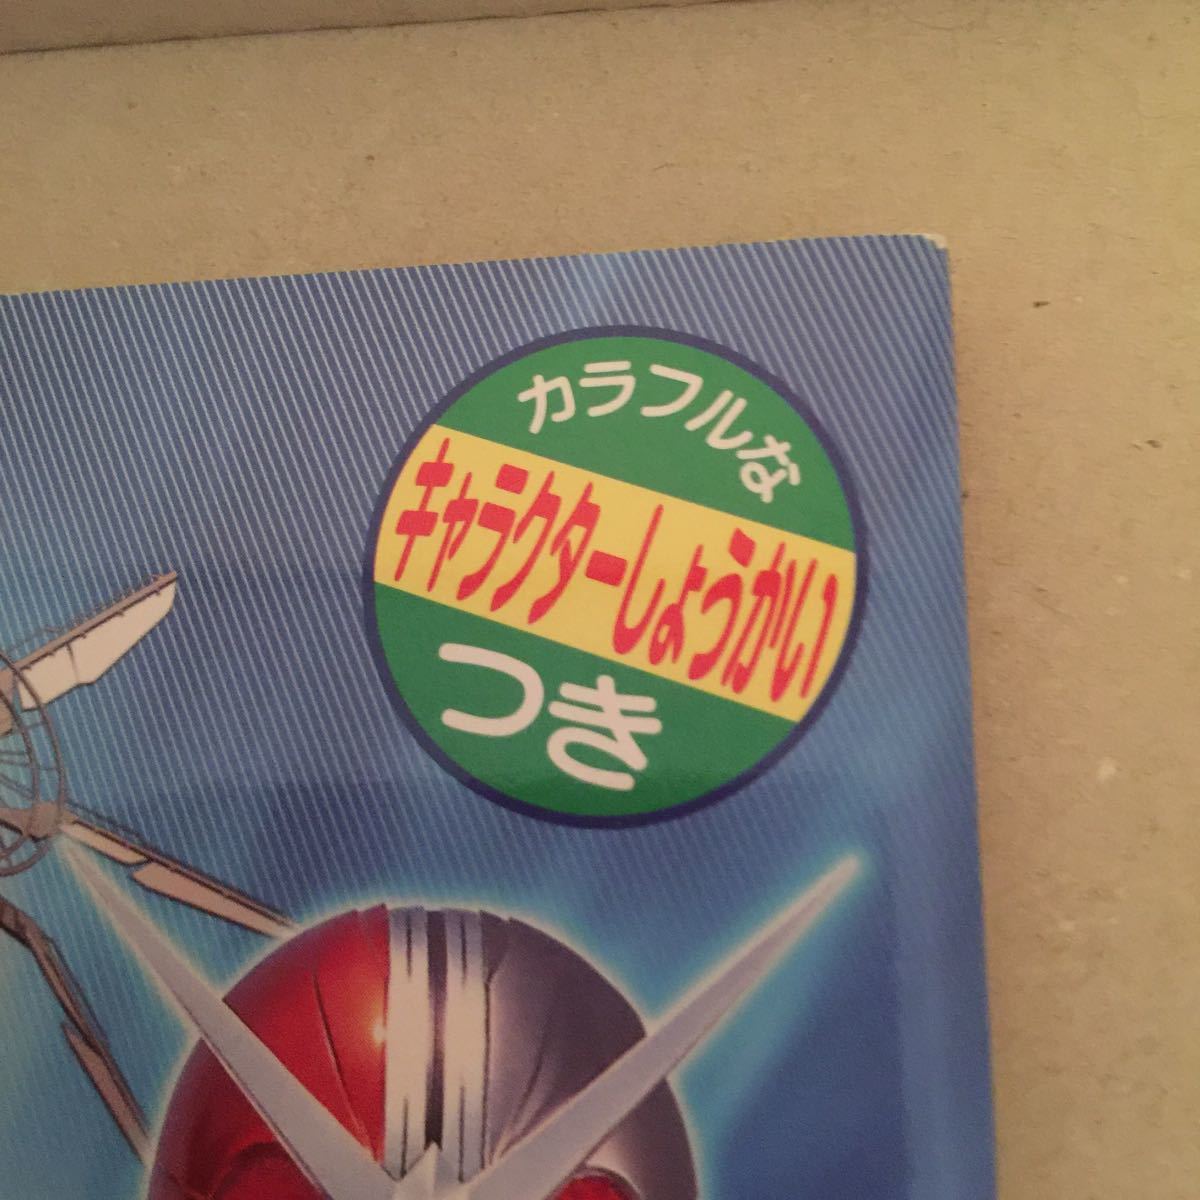 カラフルな
キャラクターしょうかい
つき